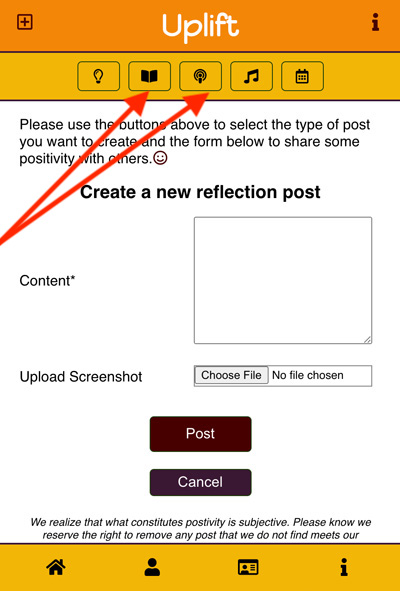 Uplift
Please use the buttons above to select the type of post
you want to create and the form below to share some
positivity with others.
Create a new reflection post
Content*
Upload Screenshot
Choose File No file chosen
Post
Cancel
We realize that what constitutes postivity is subjective. Please know we
reserve the right to remove any post that we do not find meets our